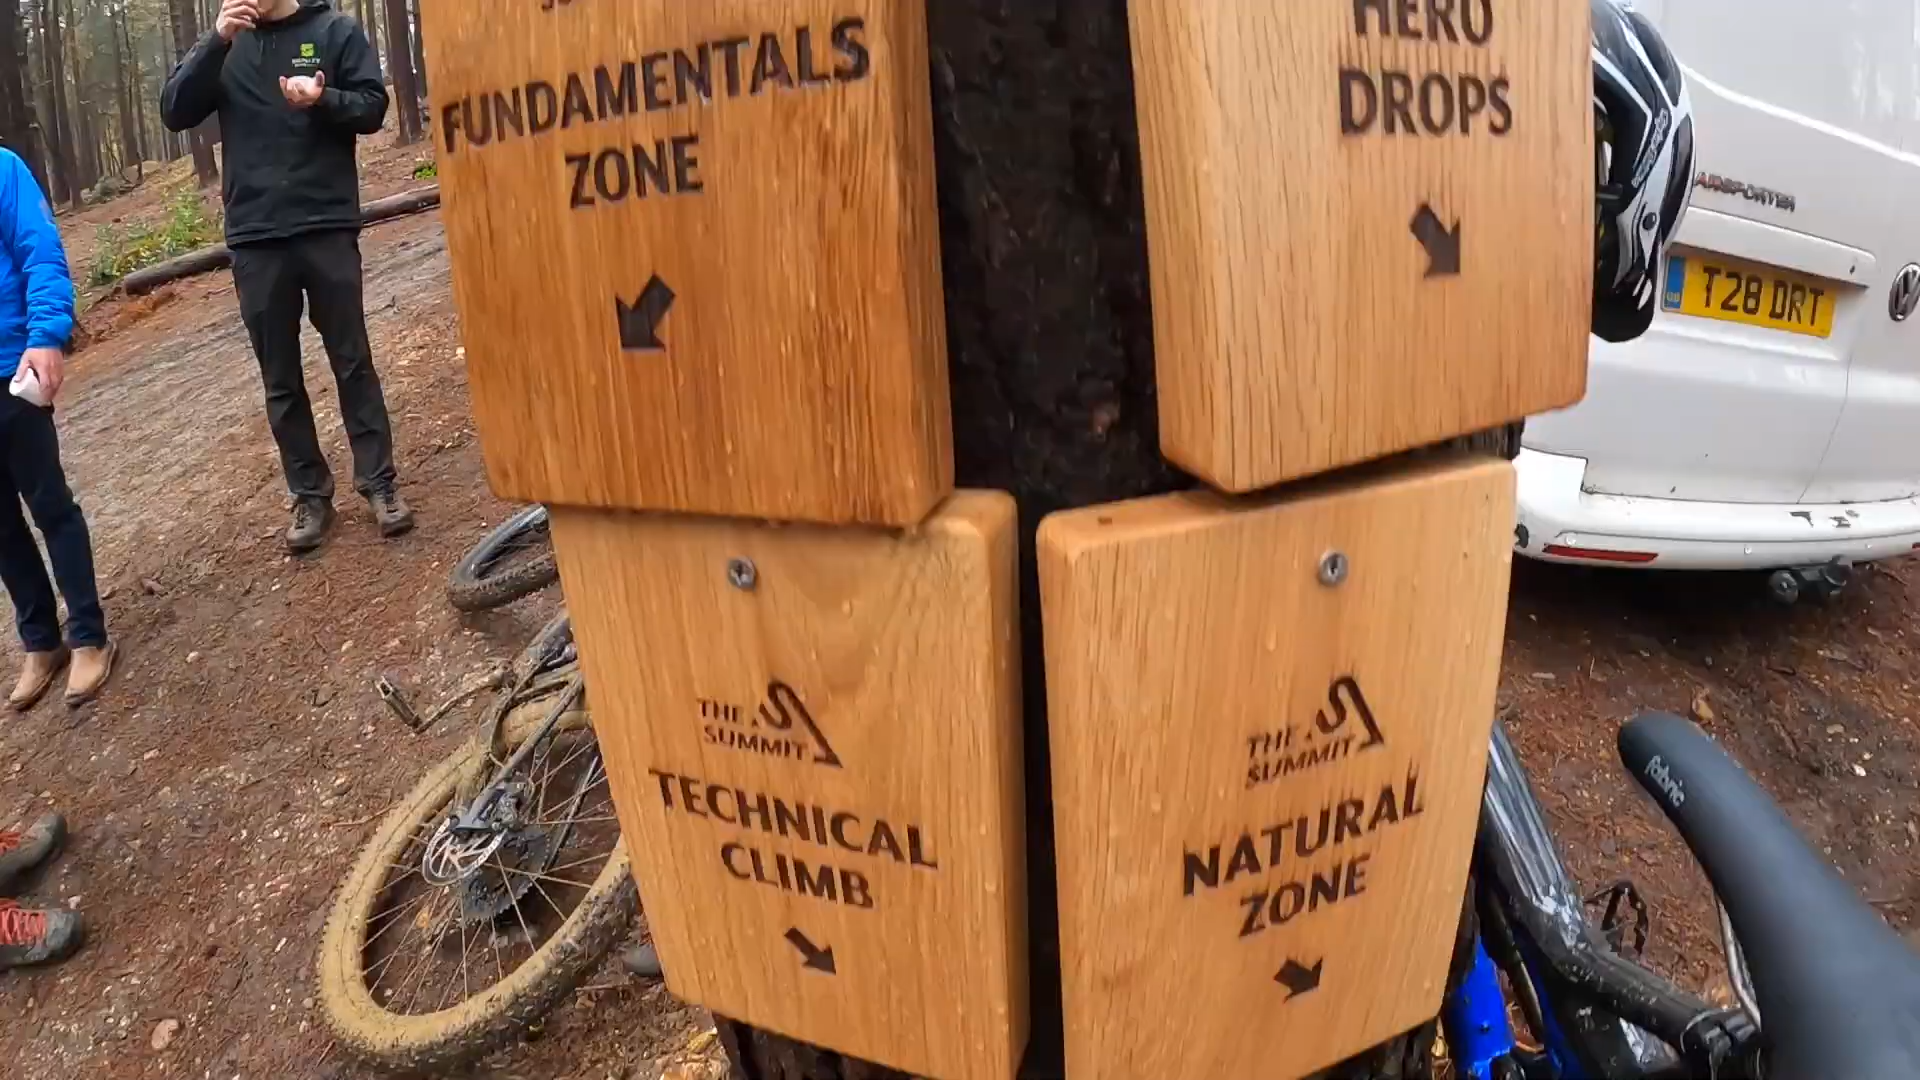 FUNDAMENTALS
ZONE
HERO
DROPS
T28 DRT
THE
SUMMIT
TECHNICAL
CLIMB
THE
SUMMIT
NATURAL
ZONE
fabric